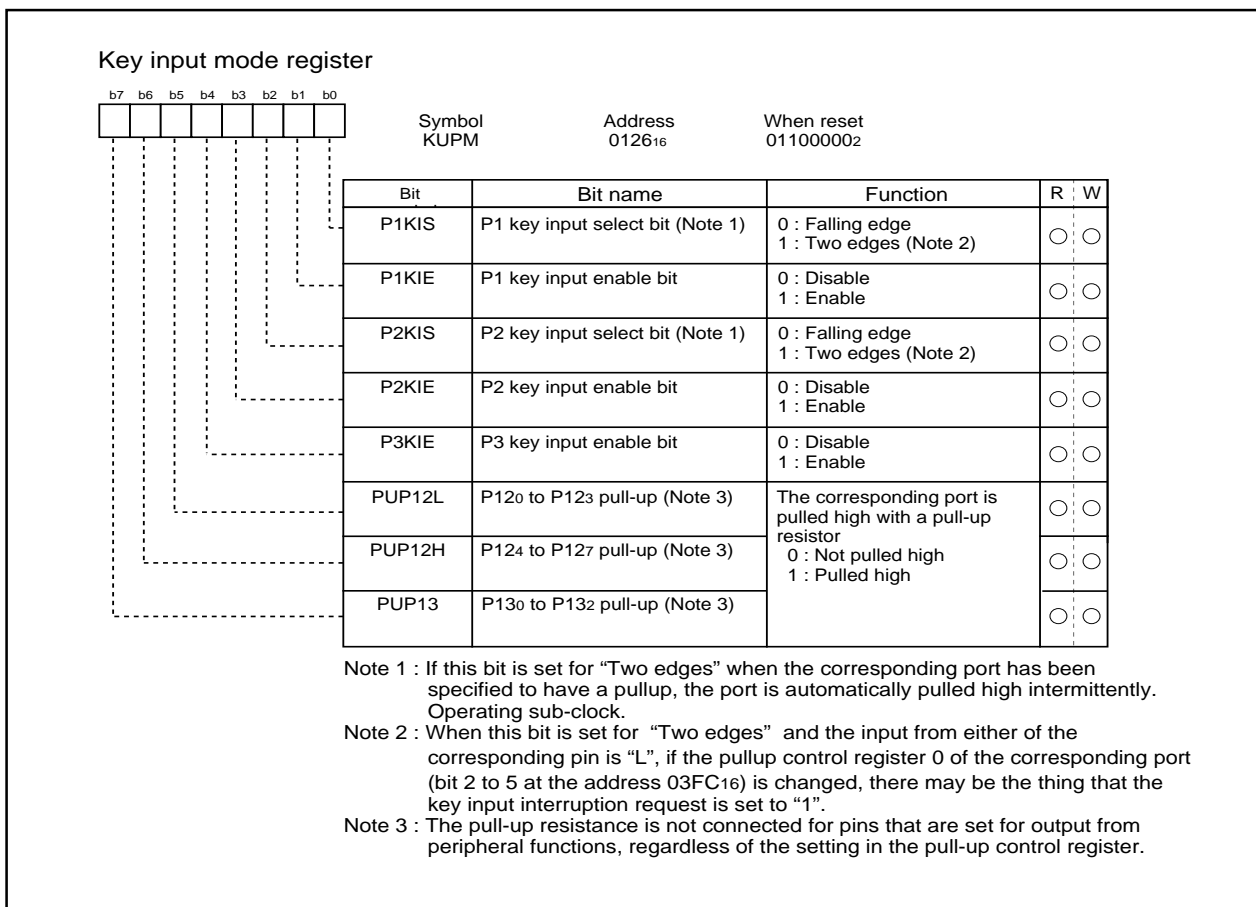 Key input mode register
b7 b6 b5 b4 b3 b2 b1 b0
Symbol Address When reset
KUPM 012616 011000002
Bit Bit name Function R W
P1KIS P1 key input select bit (Note 1) 0 : Falling edge
1 : Two edges (Note 2)
P1KIE P1 key input enable bit 0 : Disable
1 : Enable
P2KIS P2 key input select bit (Note 1) 0 : Falling edge
1 : Two edges (Note 2)
P2KIE P2 key input enable bit 0 : Disable
1 : Enable
P3KIE P3 key input enable bit 0 : Disable
1 : Enable
PUP12L P120 to P123 pull-up (Note 3) The corresponding port is
pulled high with a pull-up
resistor
PUP12H P124 to P127 pull-up (Note 3) 0 : Not pulled high
1 : Pulled high
PUP13 P130 to P132 pull-up (Note 3)
Note 1 : If this bit is set for “Two edges” when the corresponding port has been
specified to have a pullup, the port is automatically pulled high intermittently.
Operating sub-clock.
Note 2 : When this bit is set for “Two edges” and the input from either of the
corresponding pin is “L”, if the pullup control register 0 of the corresponding port
(bit 2 to 5 at the address 03FC16) is changed, there may be the thing that the
key input interruption request is set to “1”.
Note 3 : The pull-up resistance is not connected for pins that are set for output from
peripheral functions, regardless of the setting in the pull-up control register.